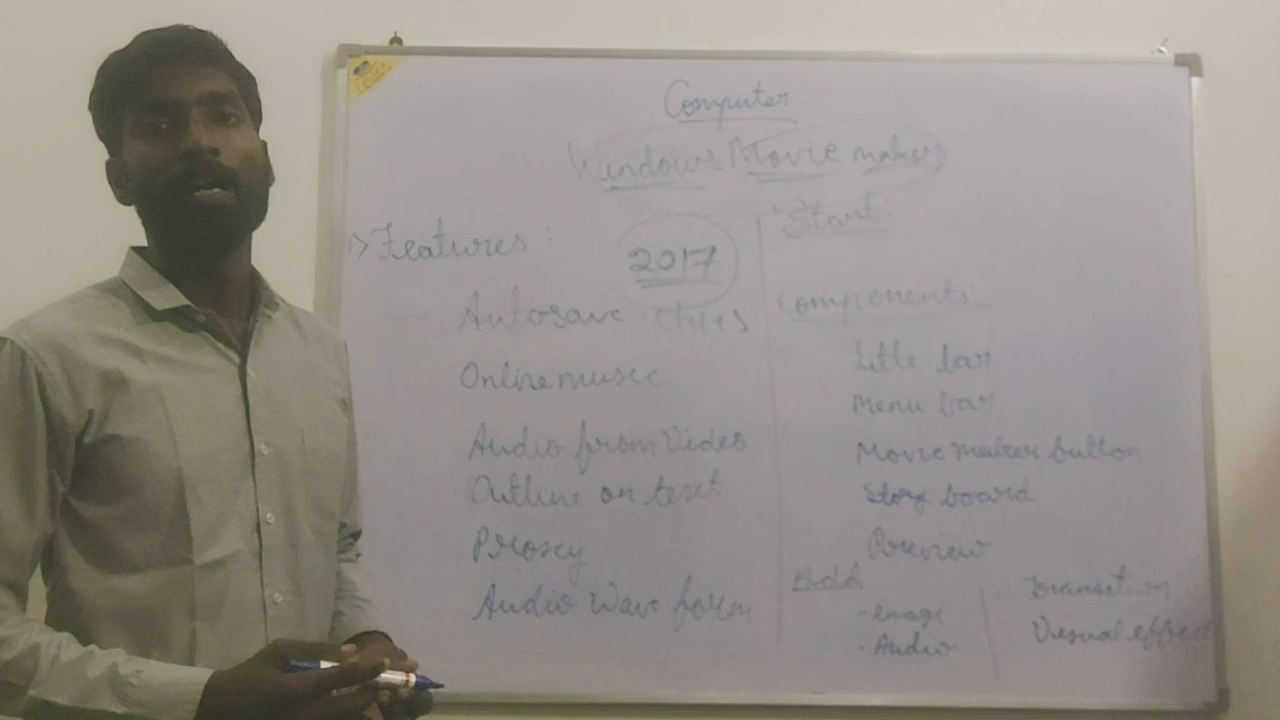 Computer
Windows Movie maker
1> Features :
2017
Autosave
Online music
Audio from Video
Outline on text
Proxy
Audio Wave form
Start
Components:
title bar
Menu bar
Movie maker button
Story board
Preview
Add
- image
- Audio
Transition
Visual effect